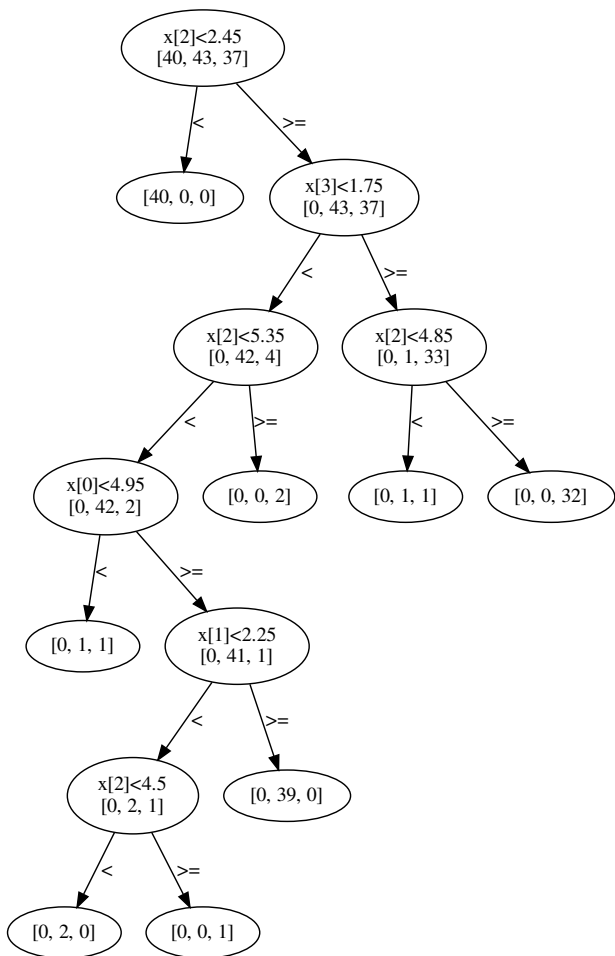 x[2]<2.45
[40, 43, 37]
<
>=
[40, 0, 0]
x[3]<1.75
[0, 43, 37]
<
>=
x[2]<5.35
[0, 42, 4]
x[2]<4.85
[0, 1, 33]
<
>=
<
>=
x[0]<4.95
[0, 42, 2]
[0, 0, 2]
[0, 1, 1]
[0, 0, 32]
<
>=
[0, 1, 1]
x[1]<2.25
[0, 41, 1]
<
>=
x[2]<4.5
[0, 2, 1]
[0, 39, 0]
<
>=
[0, 2, 0]
[0, 0, 1]